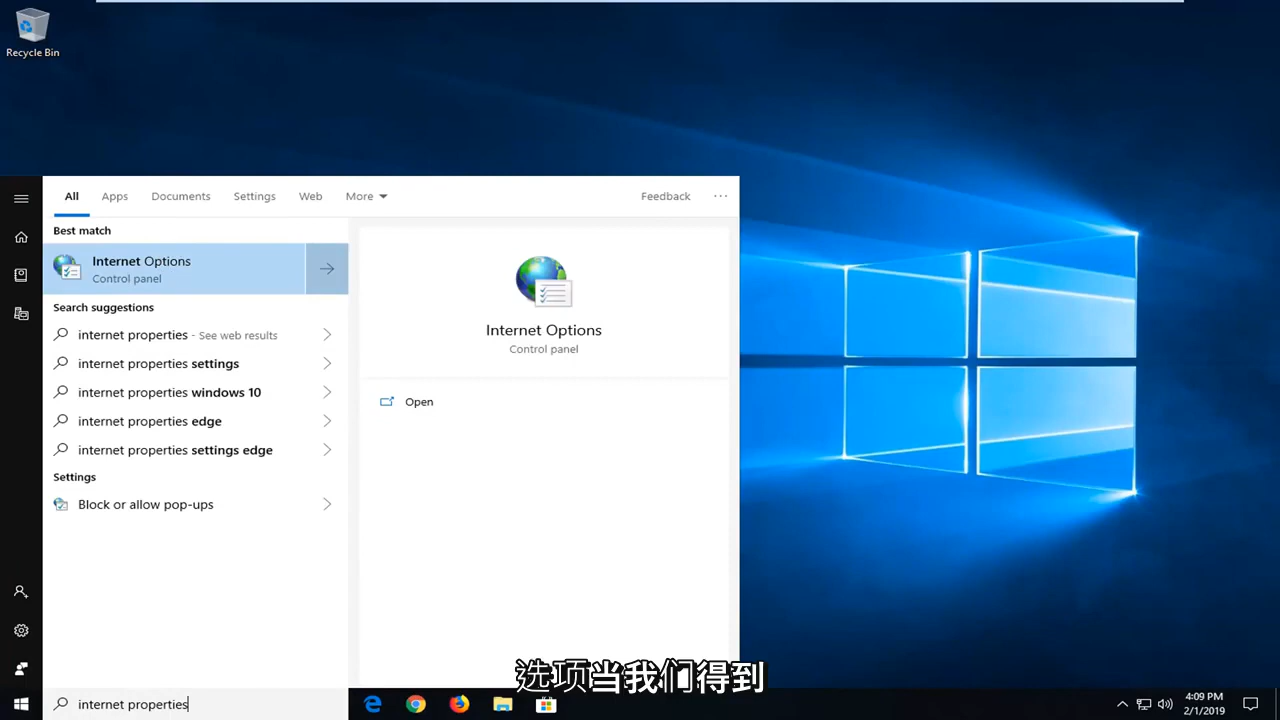 Recycle Bin
All Apps Documents Settings Web More Feedback ...
Best match
Internet Options
Control panel
Search suggestions
internet properties - See web results
internet properties settings
internet properties windows 10
internet properties edge
internet properties settings edge
Settings
Block or allow pop-ups
Internet Options
Control panel
Open
选项当我们得到
internet properties
4:09 PM
2/1/2019